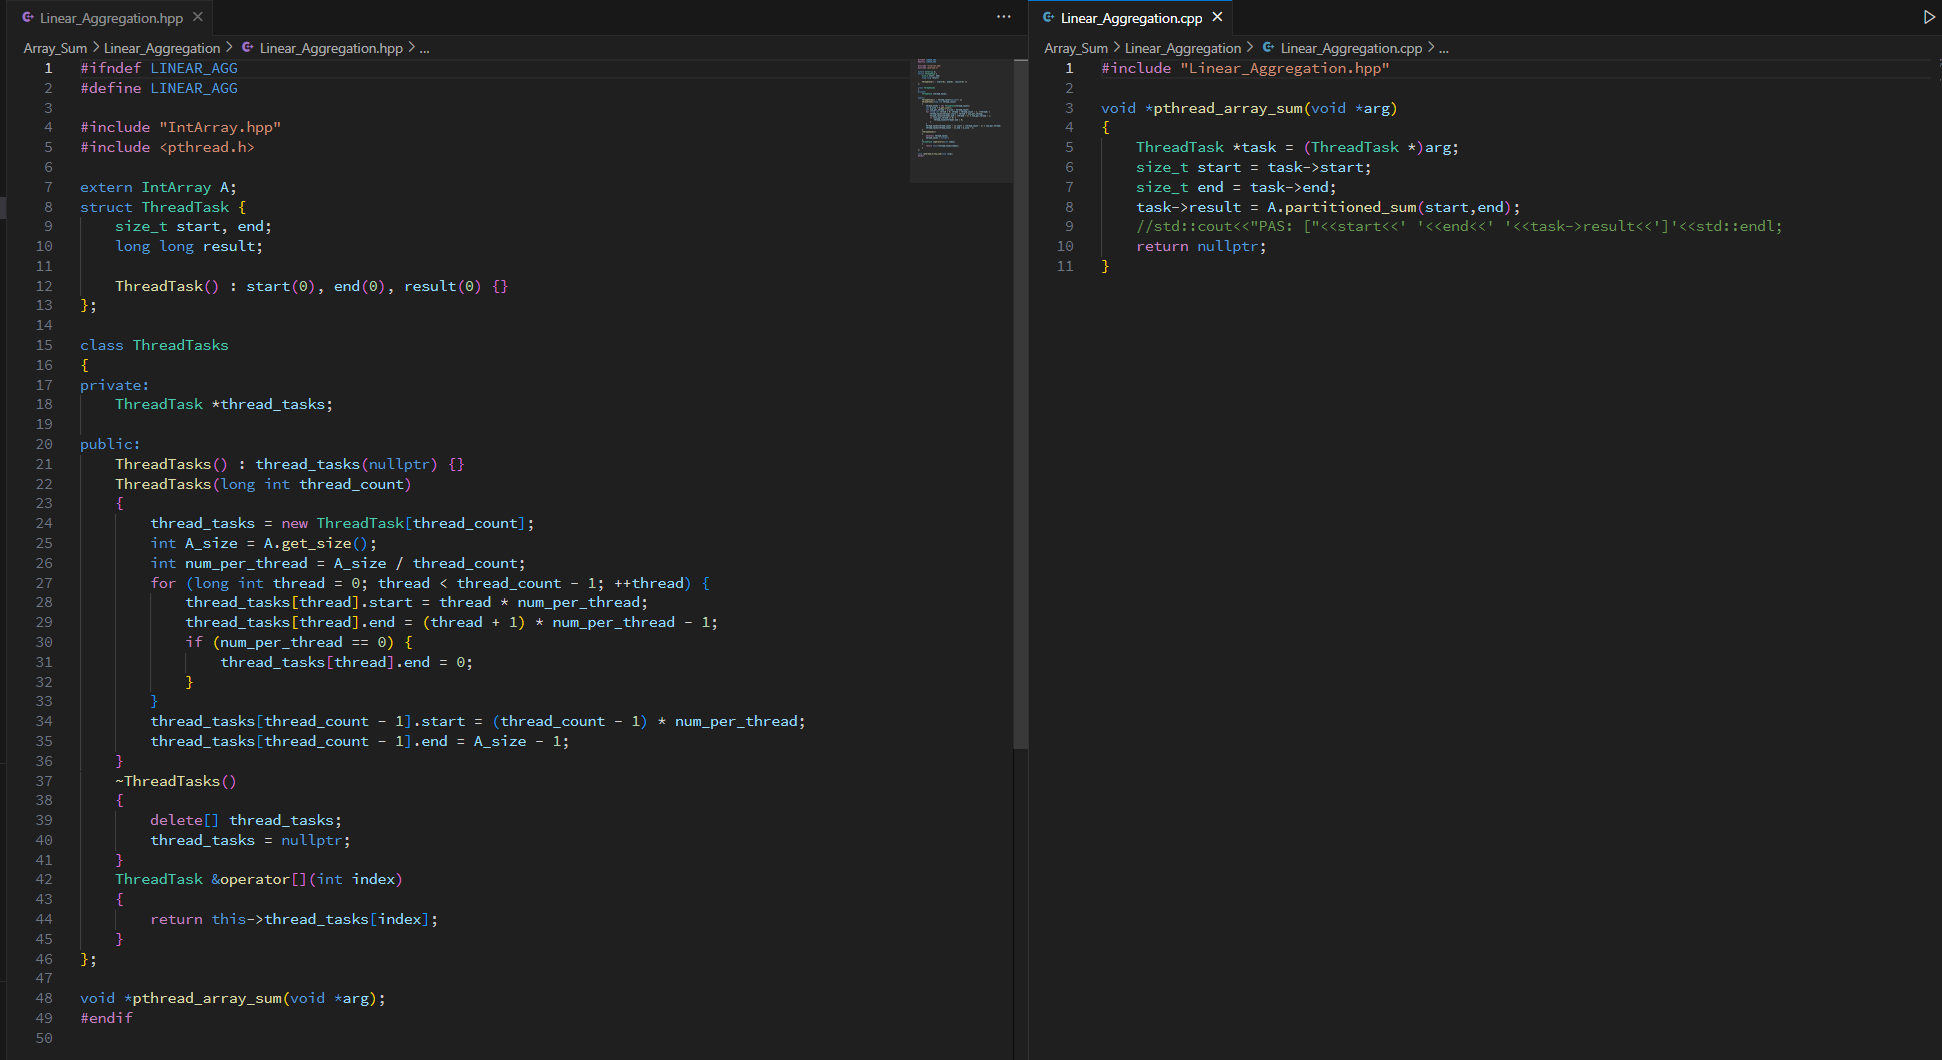 Linear_Aggregation.hpp
Array_Sum > Linear_Aggregation > Linear_Aggregation.hpp > ...
1 #ifndef LINEAR_AGG
2 #define LINEAR_AGG
3
4 #include "IntArray.hpp"
5 #include <pthread.h>
6
7 extern IntArray A;
8 struct ThreadTask {
9     size_t start, end;
10     long long result;
11
12     ThreadTask() : start(0), end(0), result(0) {}
13 };
14
15 class ThreadTasks
16 {
17 private:
18     ThreadTask *thread_tasks;
19
20 public:
21     ThreadTasks() : thread_tasks(nullptr) {}
22     ThreadTasks(long int thread_count)
23     {
24         thread_tasks = new ThreadTask[thread_count];
25         int A_size = A.get_size();
26         int num_per_thread = A_size / thread_count;
27         for (long int thread = 0; thread < thread_count - 1; ++thread) {
28             thread_tasks[thread].start = thread * num_per_thread;
29             thread_tasks[thread].end = (thread + 1) * num_per_thread - 1;
30             if (num_per_thread == 0) {
31                 thread_tasks[thread].end = 0;
32             }
33         }
34         thread_tasks[thread_count - 1].start = (thread_count - 1) * num_per_thread;
35         thread_tasks[thread_count - 1].end = A_size - 1;
36     }
37     ~ThreadTasks()
38     {
39         delete[] thread_tasks;
40         thread_tasks = nullptr;
41     }
42     ThreadTask &operator[](int index)
43     {
44         return this->thread_tasks[index];
45     }
46 };
47
48 void *pthread_array_sum(void *arg);
49 #endif
50
Linear_Aggregation.cpp
Array_Sum > Linear_Aggregation > Linear_Aggregation.cpp > ...
1 #include "Linear_Aggregation.hpp"
2
3 void *pthread_array_sum(void *arg)
4 {
5     ThreadTask *task = (ThreadTask *)arg;
6     size_t start = task->start;
7     size_t end = task->end;
8     task->result = A.partitioned_sum(start,end);
9     //std::cout<<"PAS: ["<<start<<' '<<end<<' '<<task->result<<']'<<std::endl;
10     return nullptr;
11 }